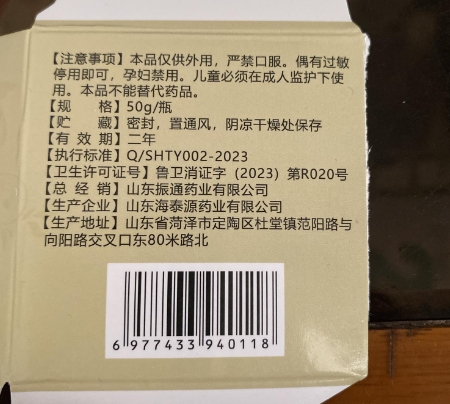 【注意事项】本品仅供外用，严禁口服。偶有过敏
停用即可，孕妇禁用。儿童必须在成人监护下使
用。本品不能替代药品。
【规 格】50g/瓶
【贮 藏】密封，置通风，阴凉干燥处保存
【有 效 期】二年
【执行标准】Q/SHTY002-2023
【卫生许可证号】鲁卫消证字（2023）第R020号
【总 经 销】山东振通药业有限公司
【生产企业】山东海泰源药业有限公司
【生产地址】山东省菏泽市定陶区杜堂镇范阳路与
向阳路交叉口东80米路北
6 977433 940118